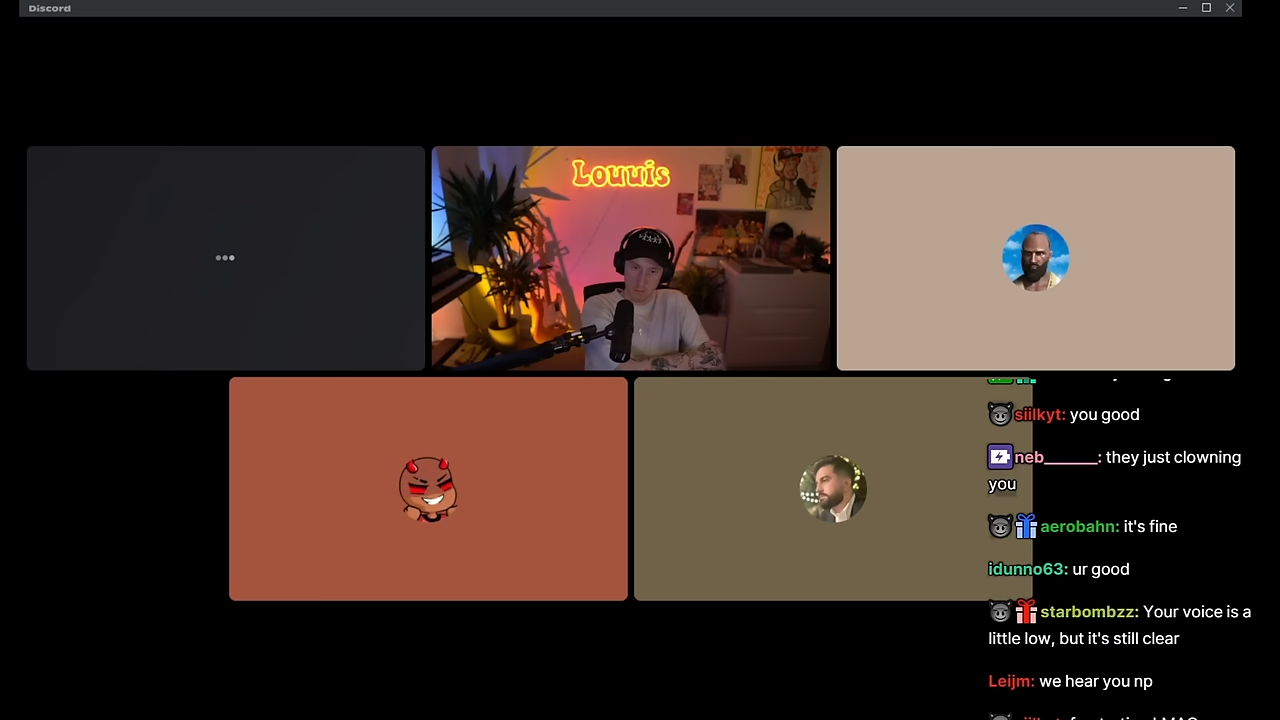 Discord
Louuis
siilkyt: you good
neb______: they just clowning
you
aerobahn: it's fine
idunno63: ur good
starbombzz: Your voice is a
little low, but it's still clear
Leijm: we hear you np